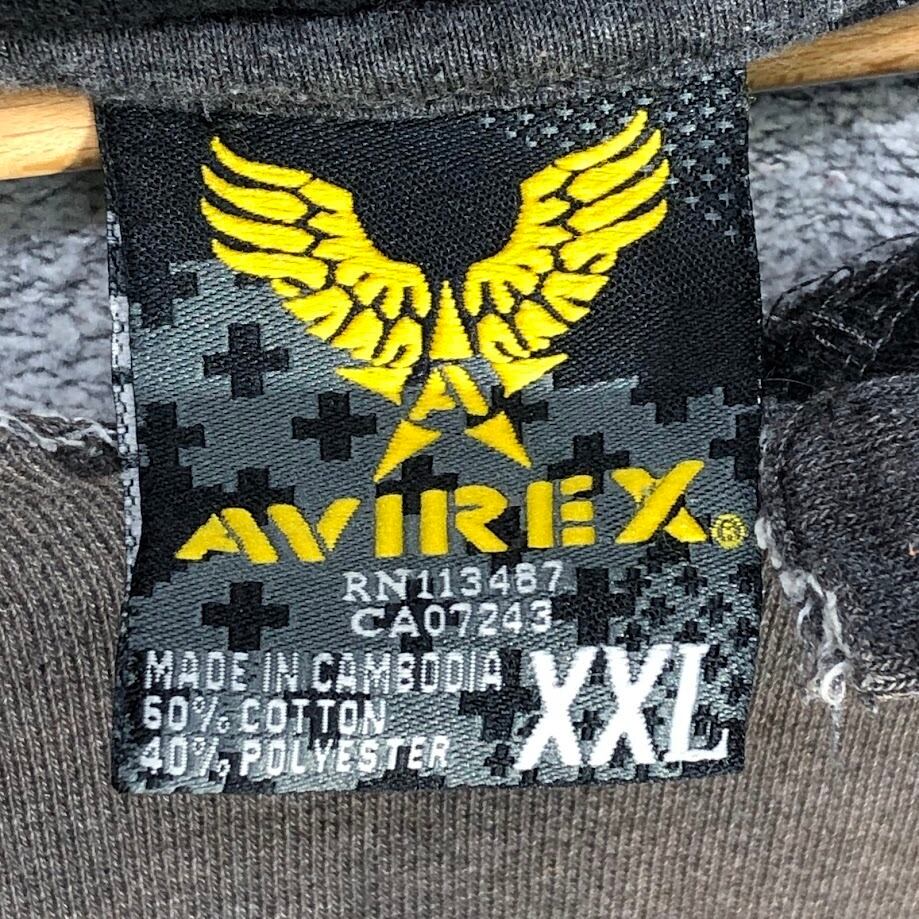 A
AVIREX®
RN113487
CA07243
MADE IN CAMBODIA
60% COTTON
40% POLYESTER
XXL